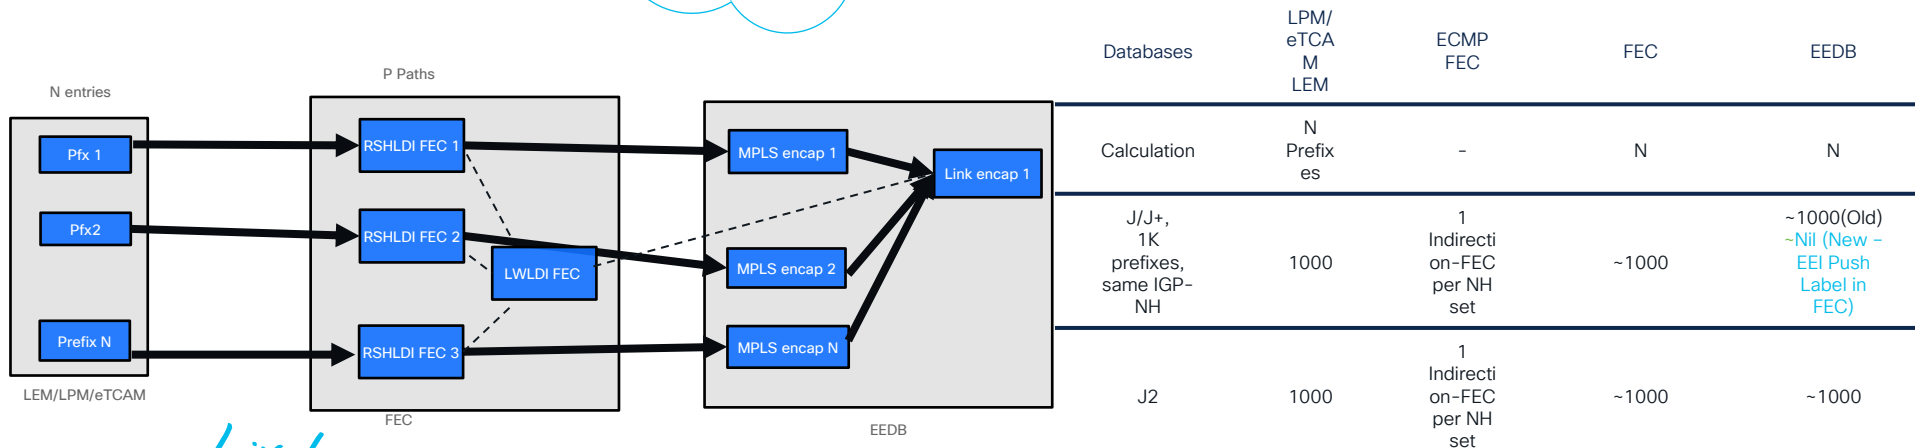 P Paths
N entries
Pfx 1
Pfx2
Prefix N
LEM/LPM/eTCAM
RSHLDI FEC 1
RSHLDI FEC 2
LWLDI FEC
RSHLDI FEC 3
FEC
MPLS encap 1
Link encap 1
MPLS encap 2
MPLS encap N
EEDB
Databases
LPM/
eTCA
M
LEM
ECMP
FEC
FEC
EEDB
Calculation
N
Prefix
es
-
N
N
J/J+,
1K
prefixes,
same IGP-
NH
1000
1
Indirecti
on-FEC
per NH
set
~1000
~1000(Old)
~Nil (New -
EEI Push
Label in
FEC)
J2
1000
1
Indirecti
on-FEC
per NH
set
~1000
~1000